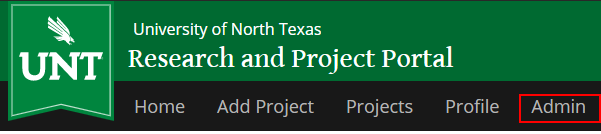 University of North Texas
UNT
Research and Project Portal
Home Add Project Projects Profile Admin